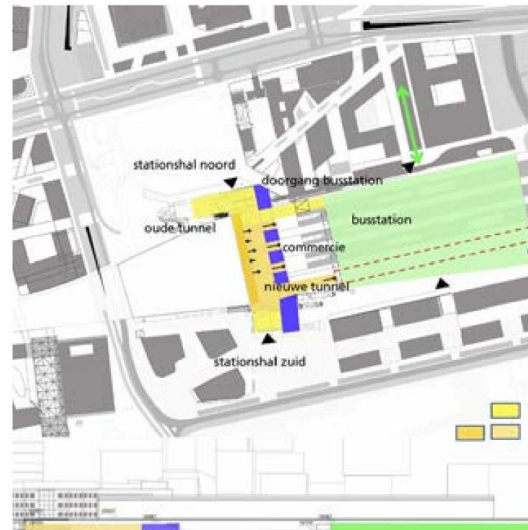 stationshal noord
doorgang busstation
oude tunnel
busstation
commercie
nieuwe tunnel
stationshal zuid